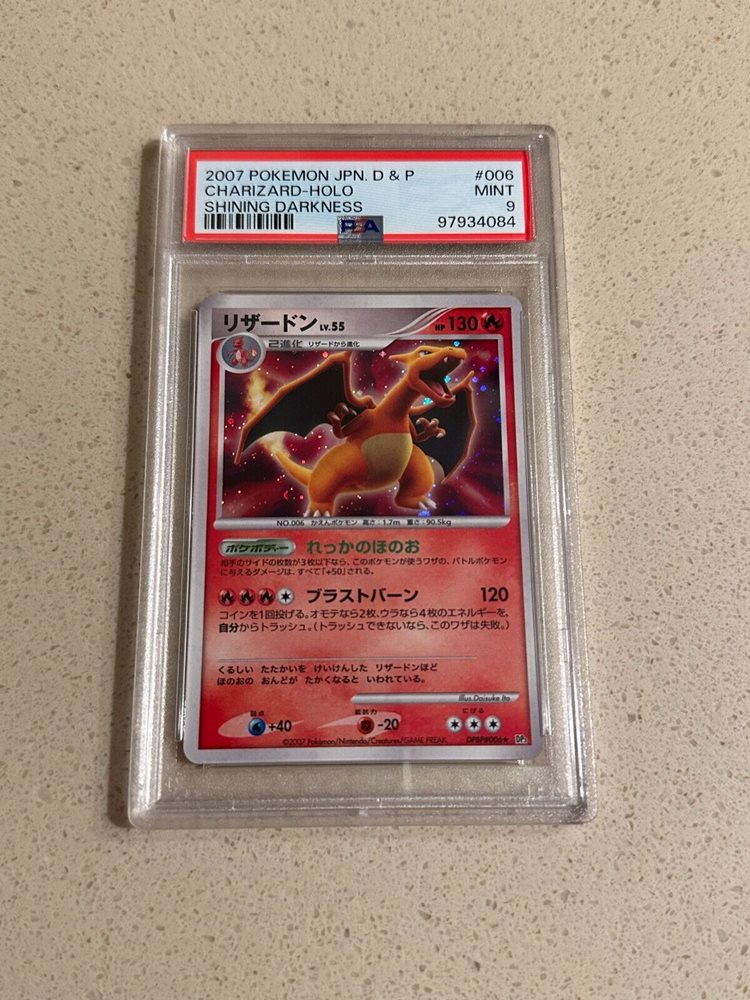 2007 POKEMON JPN. D & P #006
CHARIZARD-HOLO MINT
SHINING DARKNESS 9
PSA 97934084
リザードン LV.55 HP 130
2進化 リザードから進化
NO.006 かえんポケモン 高さ:1.7m 重さ:90.5kg
ポケボディー れっかのほのお
相手のサイドの枚数が3枚以下なら、このポケモンが使うワザの、バトルポケモン
に与えるダメージは、すべて「+50」される。
ブラストバーン 120
コインを1回投げる。オモテなら2枚、ウラなら4枚のエネルギーを、
自分からトラッシュ。(トラッシュできないなら、このワザは失敗。)
くるしい たたかいを けいけんした リザードンほど
ほのおの おんどが たかくなると いわれている。
Illus.Daisuke Ito
弱点 抵抗力 にげる
+40 -20
©2007 Pokémon/Nintendo/Creatures/GAME FREAK DPBP#006★